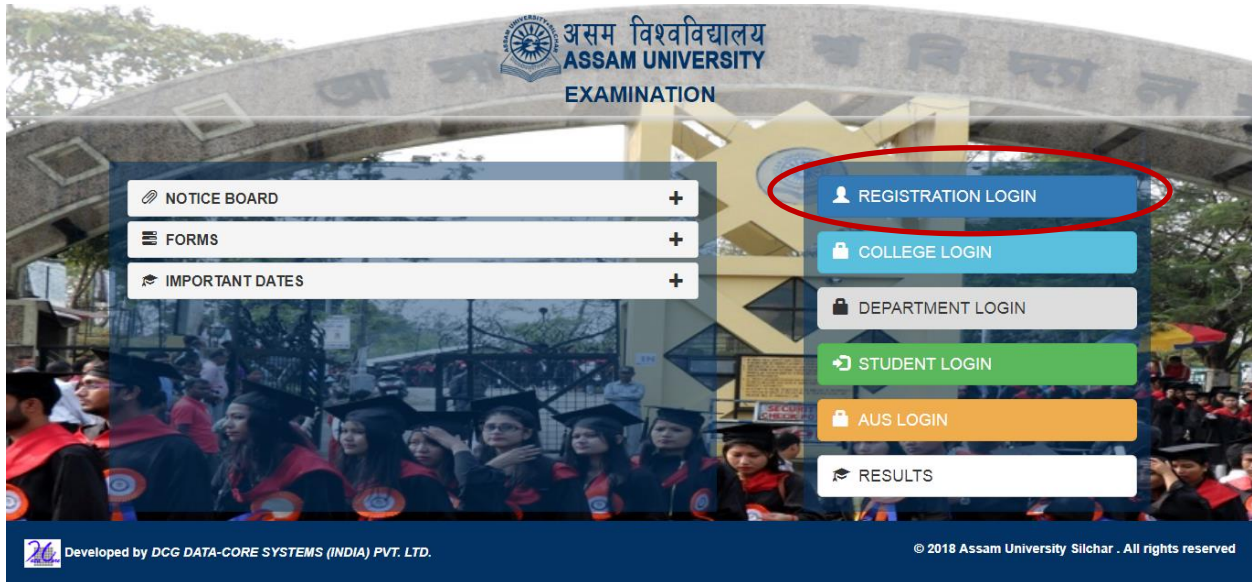 असम विश्वविद्यालय
ASSAM UNIVERSITY
EXAMINATION
NOTICE BOARD
FORMS
IMPORTANT DATES
REGISTRATION LOGIN
COLLEGE LOGIN
DEPARTMENT LOGIN
STUDENT LOGIN
AUS LOGIN
RESULTS
Developed by DCG DATA-CORE SYSTEMS (INDIA) PVT. LTD.
© 2018 Assam University Silchar . All rights reserved